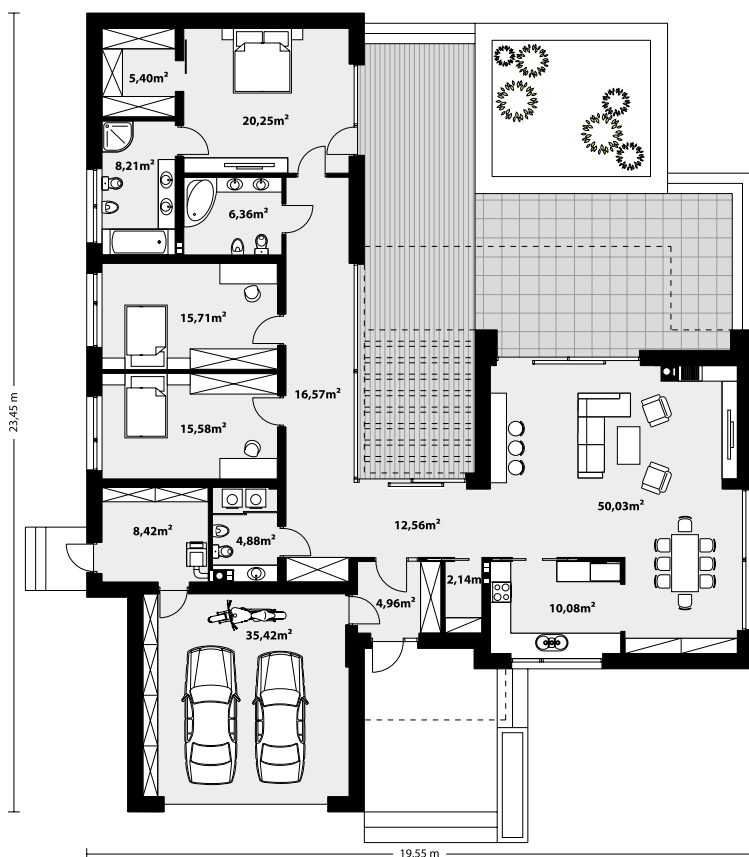 5,40m²
20,25m²
8,21m²
6,36m²
15,71m²
16,57m²
15,58m²
23,45 m
50,03m²
12,56m²
8,42m²
4,88m²
2,14m
4,96m²
10,08m²
35,42m²
19,55 m